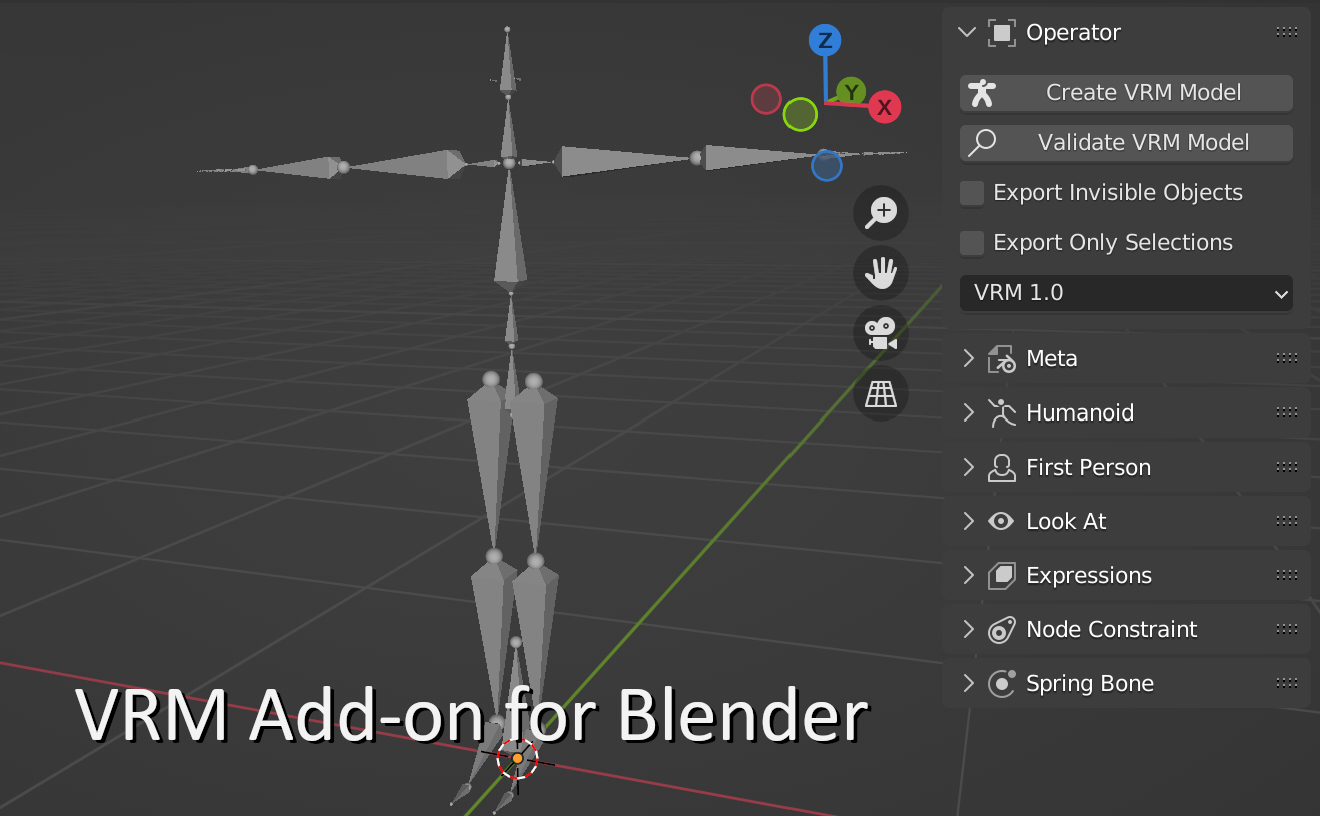 Z
Y
X
Operator
Create VRM Model
Validate VRM Model
Export Invisible Objects
Export Only Selections
VRM 1.0
Meta
Humanoid
First Person
Look At
Expressions
Node Constraint
Spring Bone
VRM Add-on for Blender